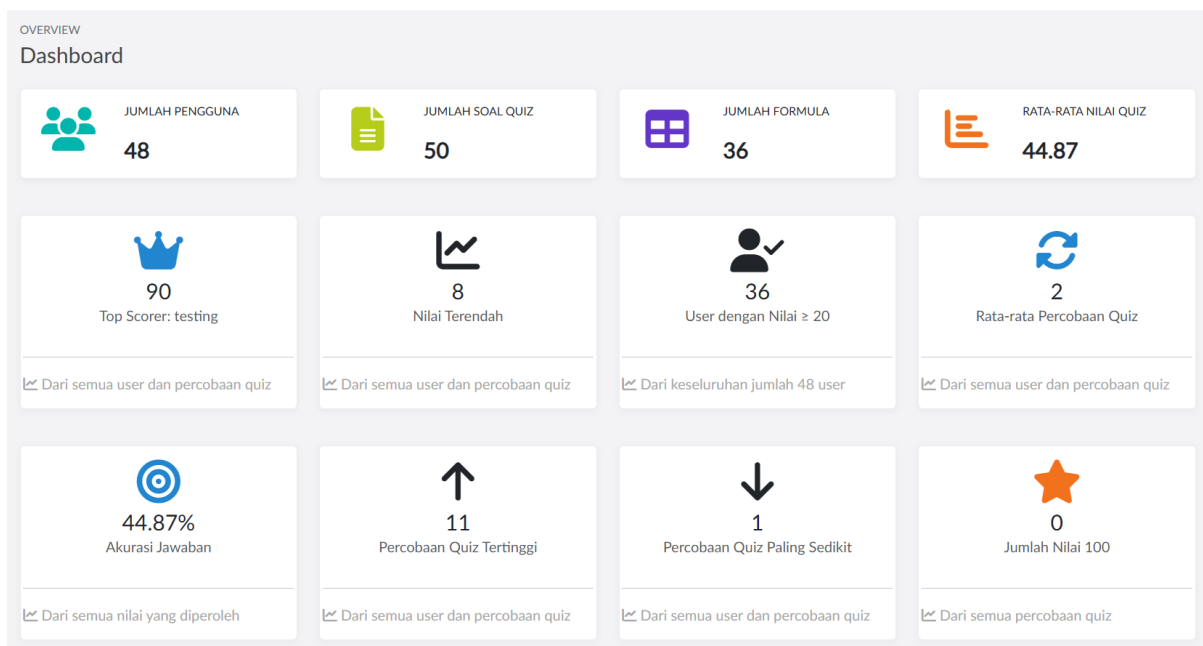 OVERVIEW
Dashboard
JUMLAH PENGGUNA
48
JUMLAH SOAL QUIZ
50
JUMLAH FORMULA
36
RATA-RATA NILAI QUIZ
44.87
90
Top Scorer: testing
Dari semua user dan percobaan quiz
8
Nilai Terendah
Dari semua user dan percobaan quiz
36
User dengan Nilai ≥ 20
Dari keseluruhan jumlah 48 user
2
Rata-rata Percobaan Quiz
Dari semua user dan percobaan quiz
44.87%
Akurasi Jawaban
Dari semua nilai yang diperoleh
11
Percobaan Quiz Tertinggi
Dari semua user dan percobaan quiz
1
Percobaan Quiz Paling Sedikit
Dari semua user dan percobaan quiz
0
Jumlah Nilai 100
Dari semua percobaan quiz